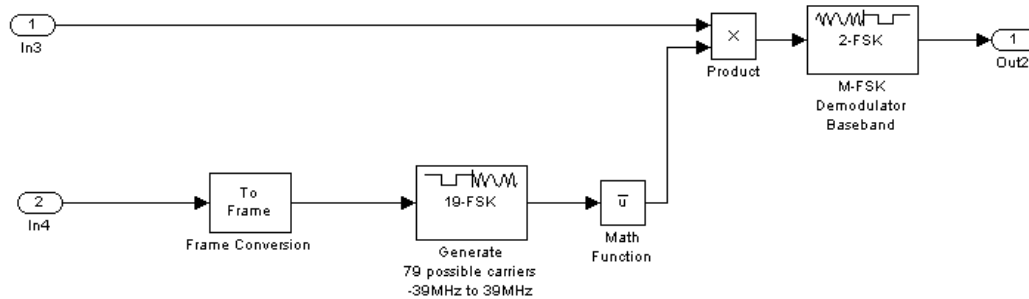 1
In3
×
Product
2-FSK
M-FSK
Demodulator
Baseband
1
Out2
2
In4
To
Frame
Frame Conversion
19-FSK
Generate
79 possible carriers
-39MHz to 39MHz
u̅
Math
Function